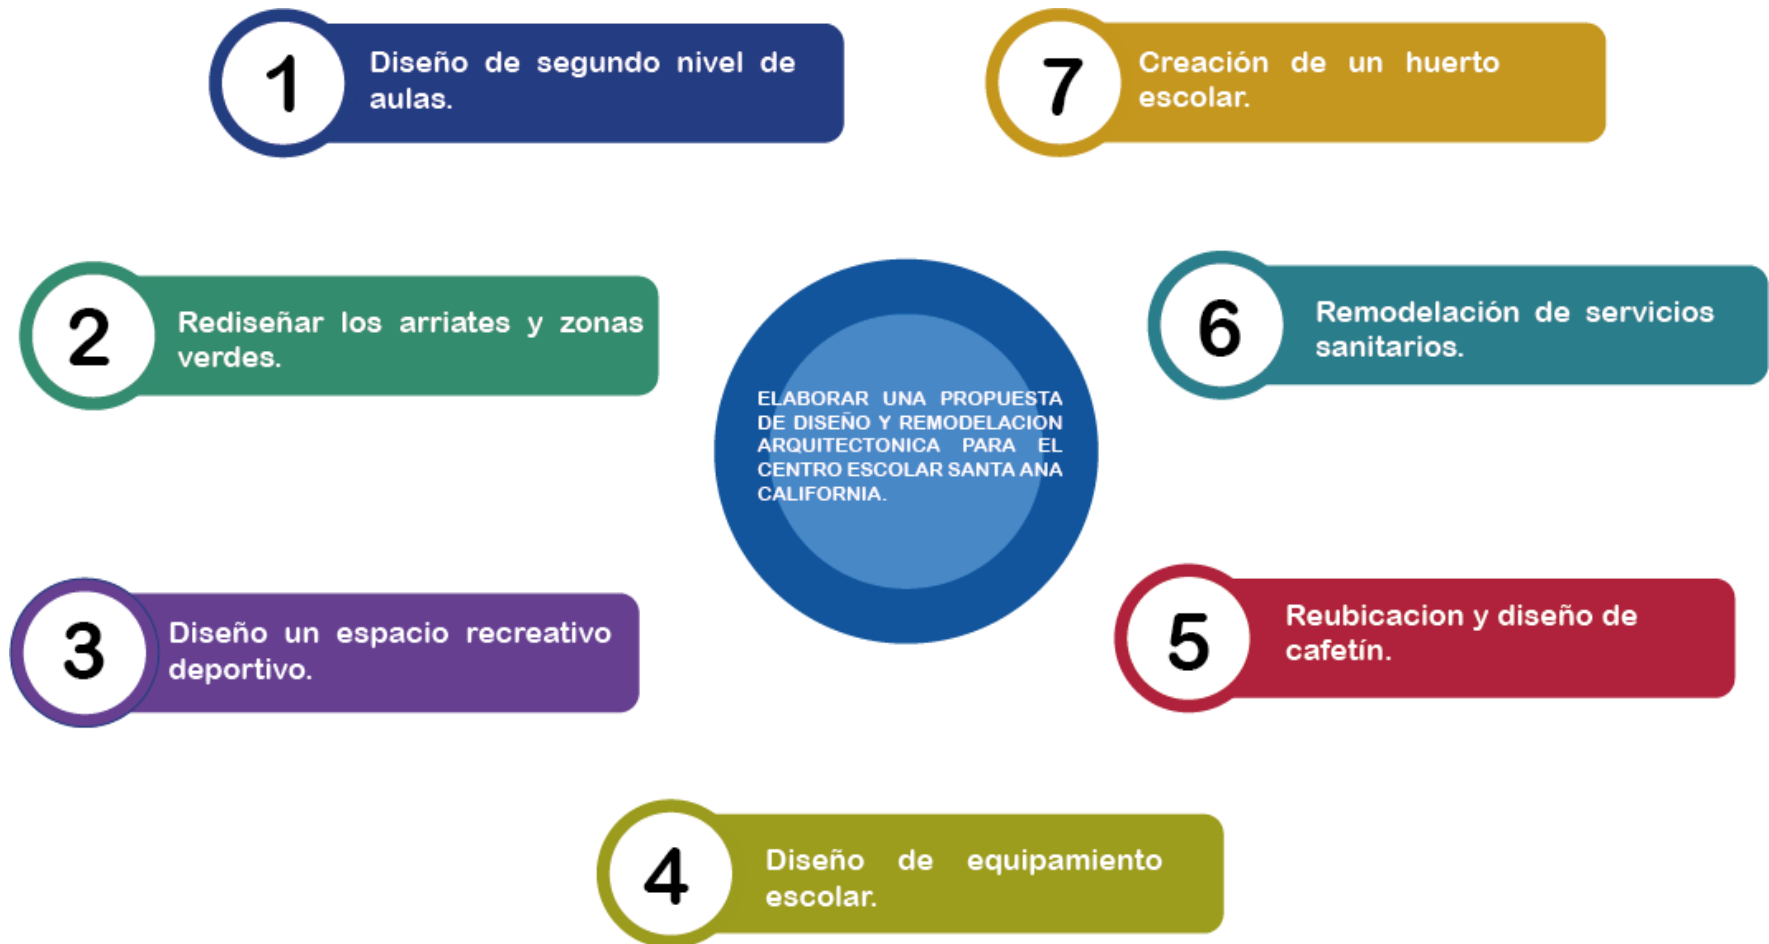 1
Diseño de segundo nivel de
aulas.
2
Rediseñar los arriates y zonas
verdes.
3
Diseño un espacio recreativo
deportivo.
4
Diseño de equipamiento
escolar.
5
Reubicacion y diseño de
cafetín.
6
Remodelación de servicios
sanitarios.
7
Creación de un huerto
escolar.
ELABORAR UNA PROPUESTA
DE DISEÑO Y REMODELACION
ARQUITECTONICA PARA EL
CENTRO ESCOLAR SANTA ANA
CALIFORNIA.